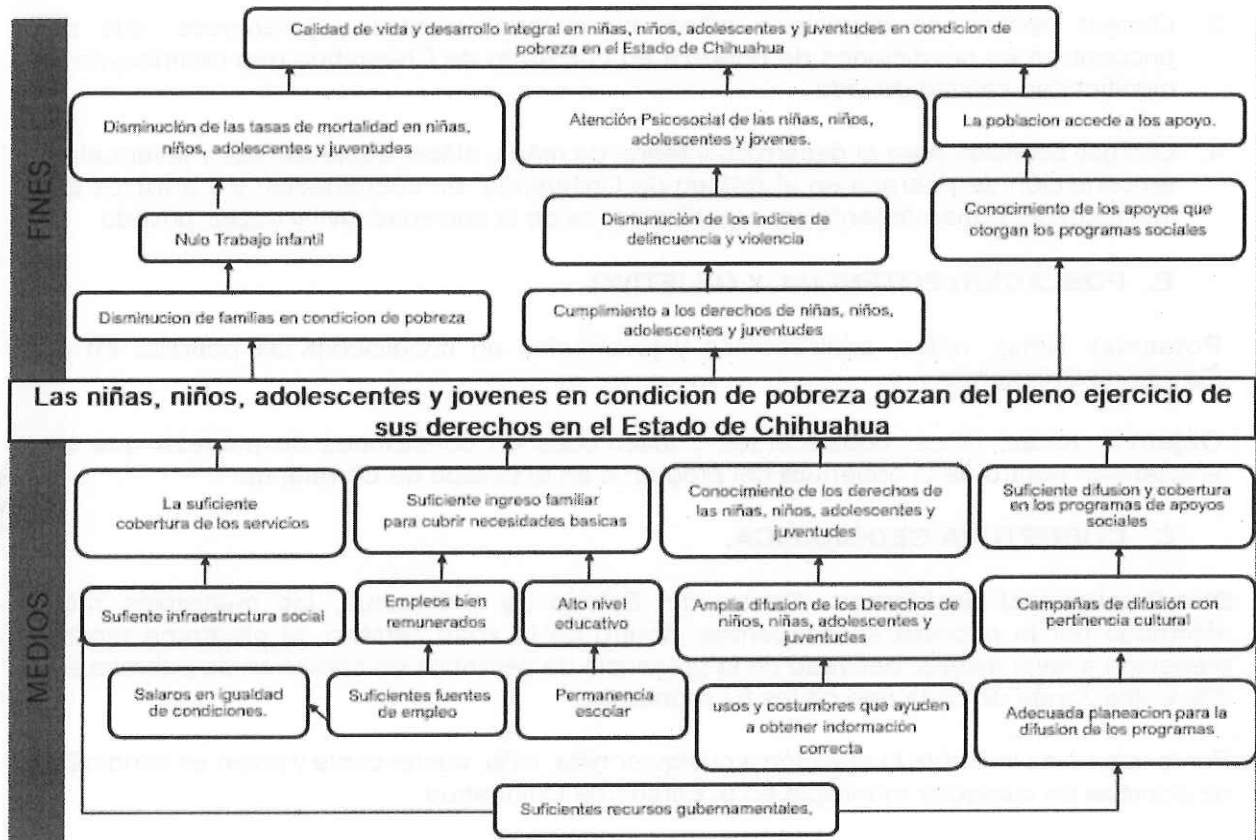 Calidad de vida y desarrollo integral en niñas, niños, adolescentes y juventudes en condicion de
pobreza en el Estado de Chihuahua
FINES
Disminución de las tasas de mortalidad en niñas,
niños, adolescentes y juventudes
Atención Psicosocial de las niñas, niños,
adolescentes y jovenes.
La poblacion accede a los apoyo.
Nulo Trabajo infantil
Dismunución de los indices de
delincuencia y violencia
Conocimiento de los apoyos que
otorgan los programas sociales
Disminucion de familias en condicion de pobreza
Cumplimiento a los derechos de niñas, niños,
adolescentes y juventudes
Las niñas, niños, adolescentes y jovenes en condicion de pobreza gozan del pleno ejercicio de
sus derechos en el Estado de Chihuahua
MEDIOS
La suficiente
cobertura de los servicios
Suficiente ingreso familiar
para cubrir necesidades basicas
Conocimiento de los derechos de
las niñas, niños, adolescentes y
juventudes
Suficiente difusion y cobertura
en los programas de apoyos
sociales
Sufiente infraestructura social
Empleos bien
remunerados
Alto nivel
educativo
Amplia difusion de los Derechos de
niños, niñas, adolescentes y
juventudes
Campañas de difusión con
pertinencia cultural
Salaros en igualdad
de condiciones.
Suficientes fuentes
de empleo
Permanencia
escolar
usos y costumbres que ayuden
a obtener indormación
correcta
Adecuada planeacion para la
difusion de los programas
Suficientes recursos gubernamentales.